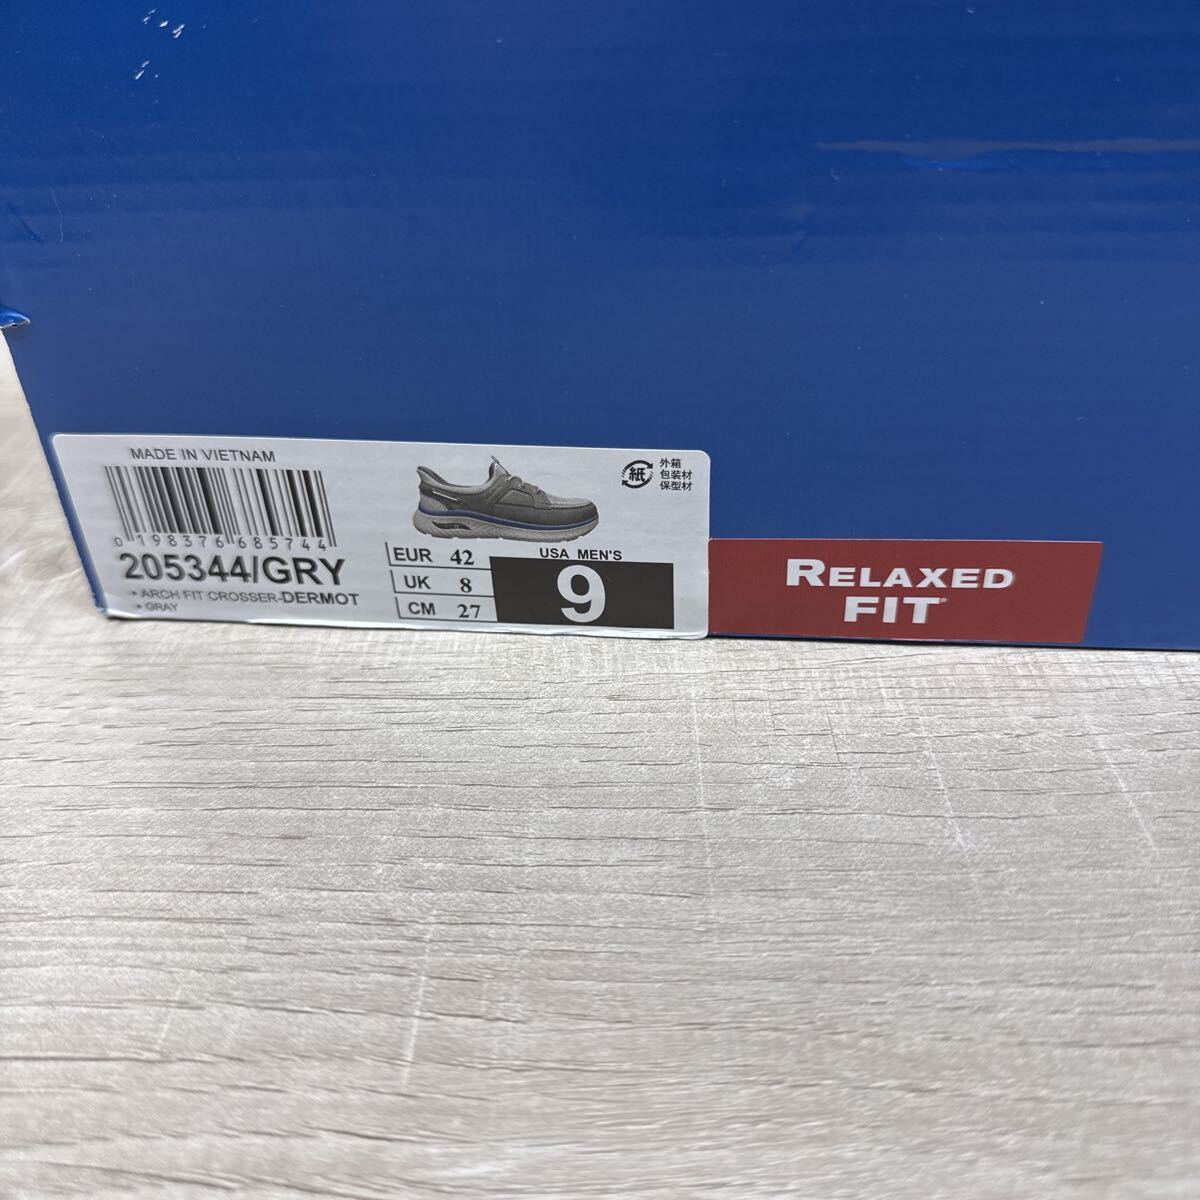 MADE IN VIETNAM
0 198376 685744
205344/GRY
• ARCH FIT CROSSER-DERMOT
• GRAY
紙
外箱
包装材
保型材
EUR 42
UK 8
CM 27
USA MEN'S
9
RELAXED
FIT®